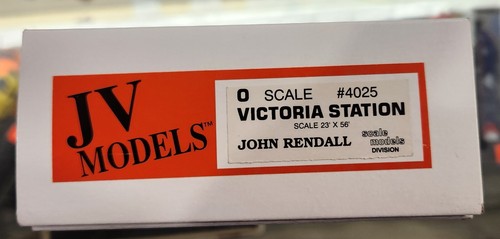 JV
MODELS™
O SCALE #4025
VICTORIA STATION
SCALE 23' X 56'
JOHN RENDALL scale
models
DIVISION